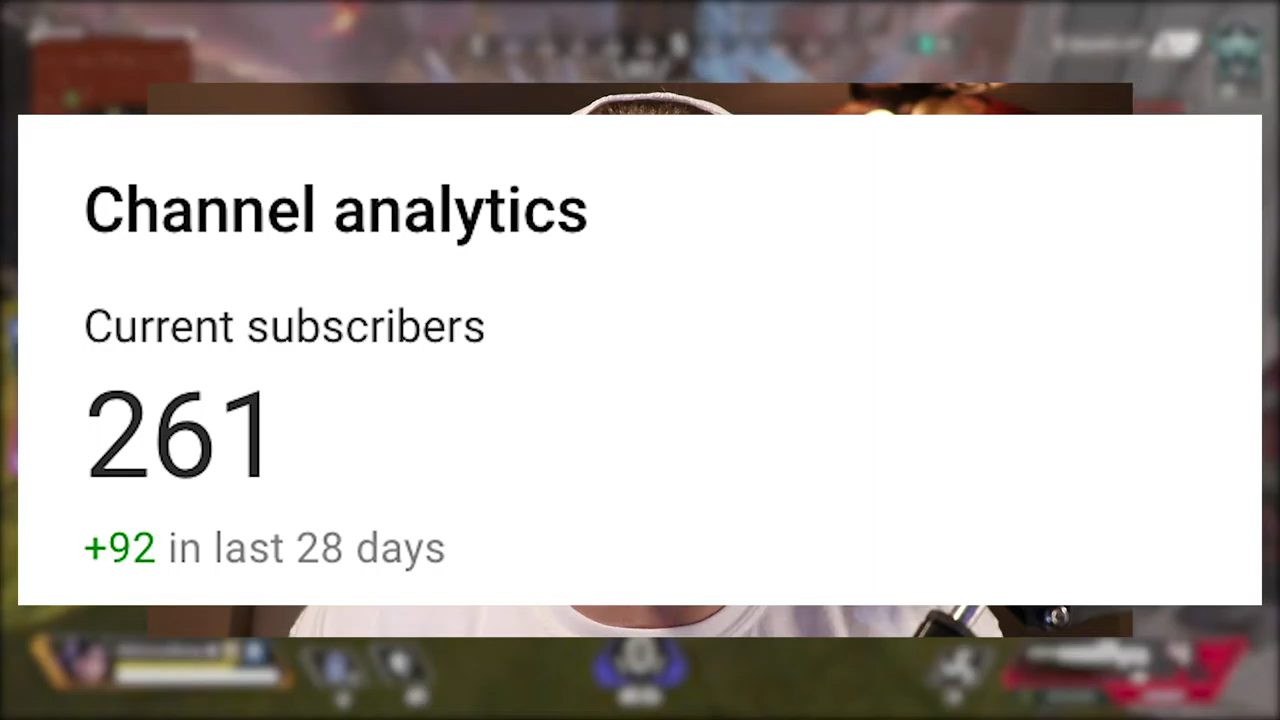 Channel analytics
Current subscribers
261
+92 in last 28 days